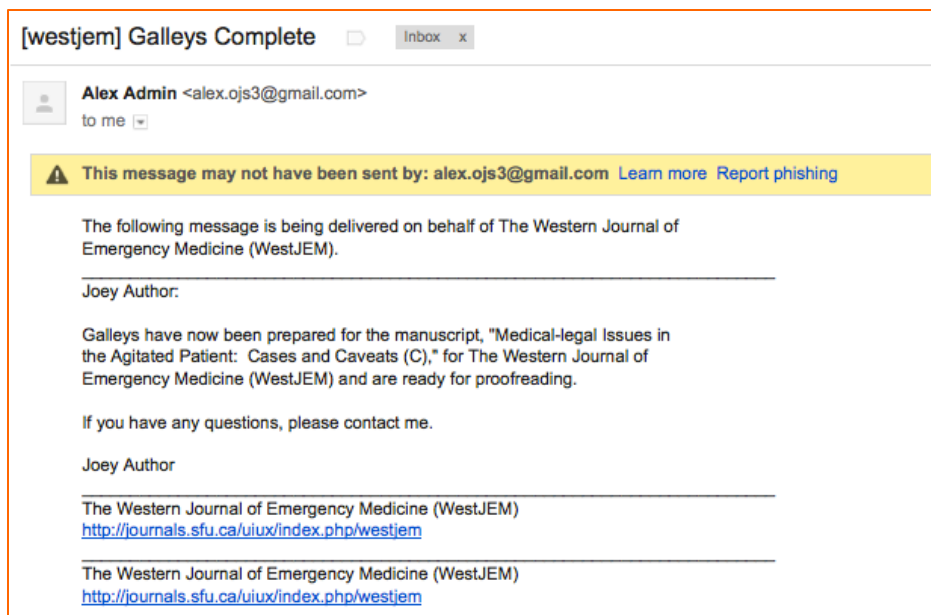 [westjem] Galleys Complete Inbox x
Alex Admin <alex.ojs3@gmail.com>
to me
This message may not have been sent by: alex.ojs3@gmail.com Learn more Report phishing
The following message is being delivered on behalf of The Western Journal of
Emergency Medicine (WestJEM).
Joey Author:
Galleys have now been prepared for the manuscript, "Medical-legal Issues in
the Agitated Patient:  Cases and Caveats (C)," for The Western Journal of
Emergency Medicine (WestJEM) and are ready for proofreading.
If you have any questions, please contact me.
Joey Author
The Western Journal of Emergency Medicine (WestJEM)
http://journals.sfu.ca/uiux/index.php/westjem
The Western Journal of Emergency Medicine (WestJEM)
http://journals.sfu.ca/uiux/index.php/westjem